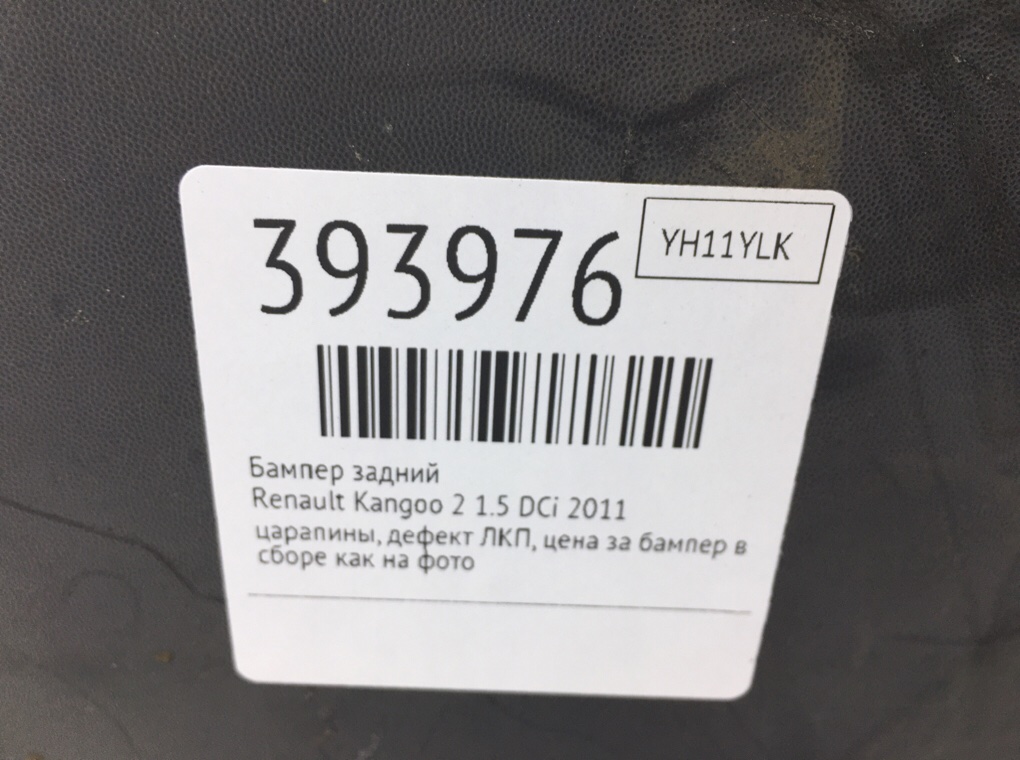 393976
YH11YLK
Бампер задний
Renault Kangoo 2 1.5 DCi 2011
царапины, дефект ЛКП, цена за бампер в
сборе как на фото